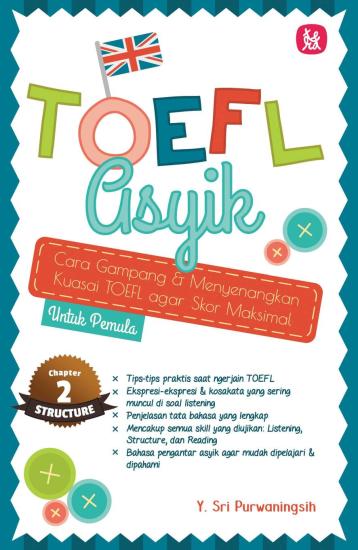 TOEFL
asyik
Cara Gampang & Menyenangkan
Kuasai TOEFL agar Skor Maksimal
Untuk Pemula
Chapter
2
STRUCTURE
× Tips-tips praktis saat ngerjain TOEFL
× Ekspresi-ekspresi & kosakata yang sering
muncul di soal listening
× Penjelasan tata bahasa yang lengkap
× Mencakup semua skill yang diujikan: Listening,
Structure, dan Reading
× Bahasa pengantar asyik agar mudah dipelajari &
dipahami
Y. Sri Purwaningsih